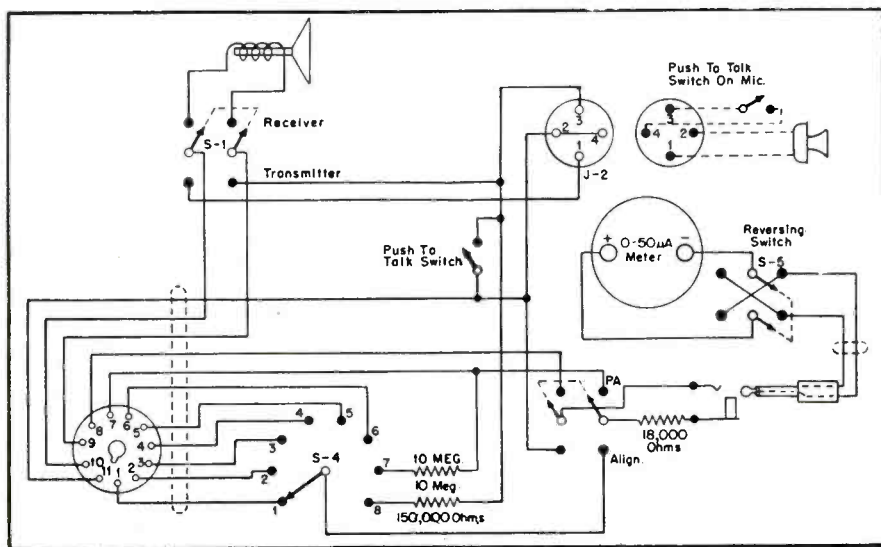 Receiver
S-1
Transmitter
Push To
Talk Switch
3
2
4
1
J-2
Push To Talk
Switch On Mic.
3
4
2
1
+
0-50µA
−
Meter
Reversing
Switch
S-5
8
7
6
5
9
4
10
3
11
1
2
4
5
6
3
S-4
2
7
1
8
10 MEG.
10 Meg.
150,000 Ohms
PA
18,000
Ohms
Align.